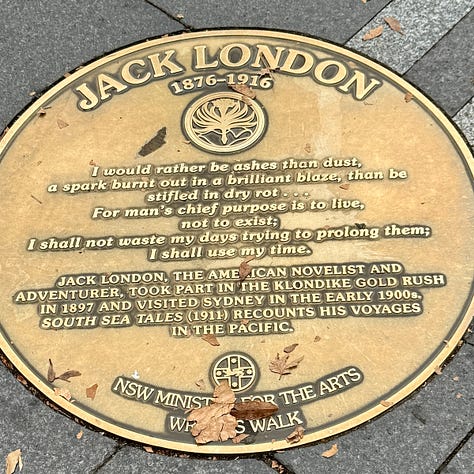 JACK LONDON
1876-1916
I would rather be ashes than dust,
a spark burnt out in a brilliant blaze, than be
stifled in dry rot . . .
For man's chief purpose is to live,
not to exist;
I shall not waste my days trying to prolong them;
I shall use my time.
JACK LONDON, THE AMERICAN NOVELIST AND
ADVENTURER, TOOK PART IN THE KLONDIKE GOLD RUSH
IN 1897 AND VISITED SYDNEY IN THE EARLY 1900s.
SOUTH SEA TALES (1911) RECOUNTS HIS VOYAGES
IN THE PACIFIC.
NSW FOR THE ARTS
WALK